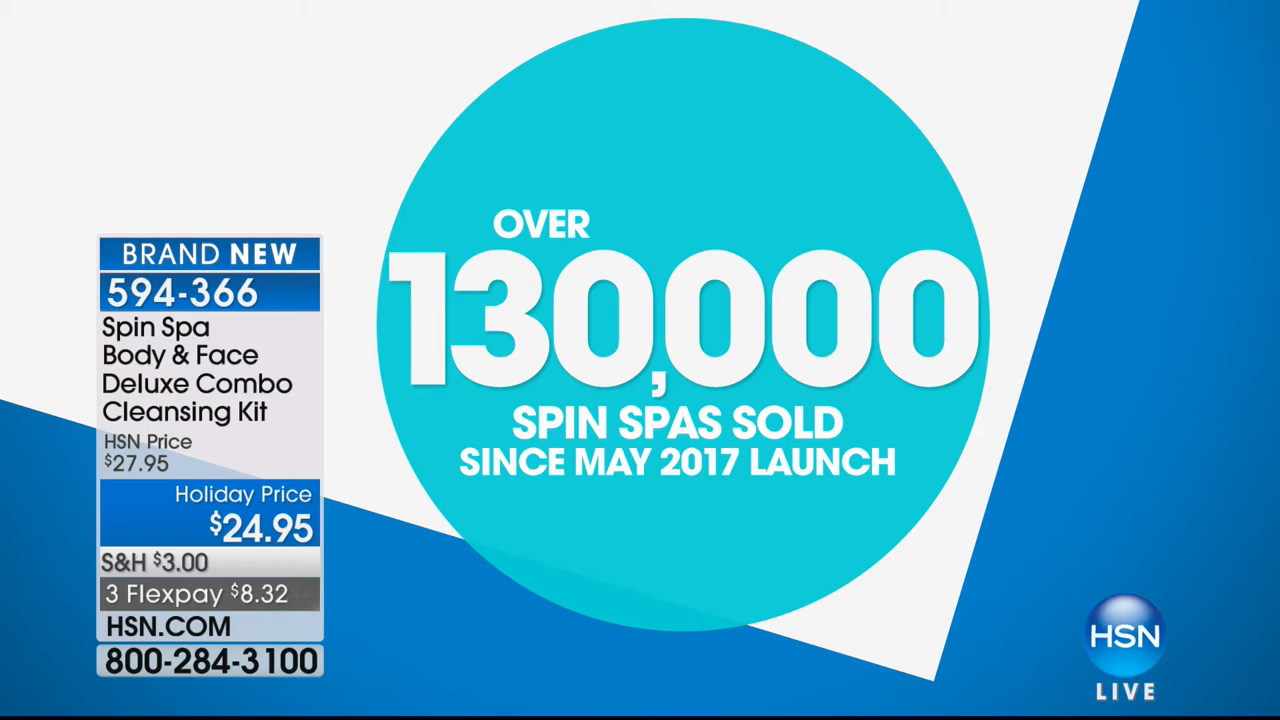 BRAND NEW
594-366
Spin Spa
Body & Face
Deluxe Combo
Cleansing Kit
HSN Price
$27.95
Holiday Price
$24.95
S&H $3.00
3 Flexpay $8.32
HSN.COM
800-284-3100
OVER
130,000
SPIN SPAS SOLD
SINCE MAY 2017 LAUNCH
HSN
LIVE